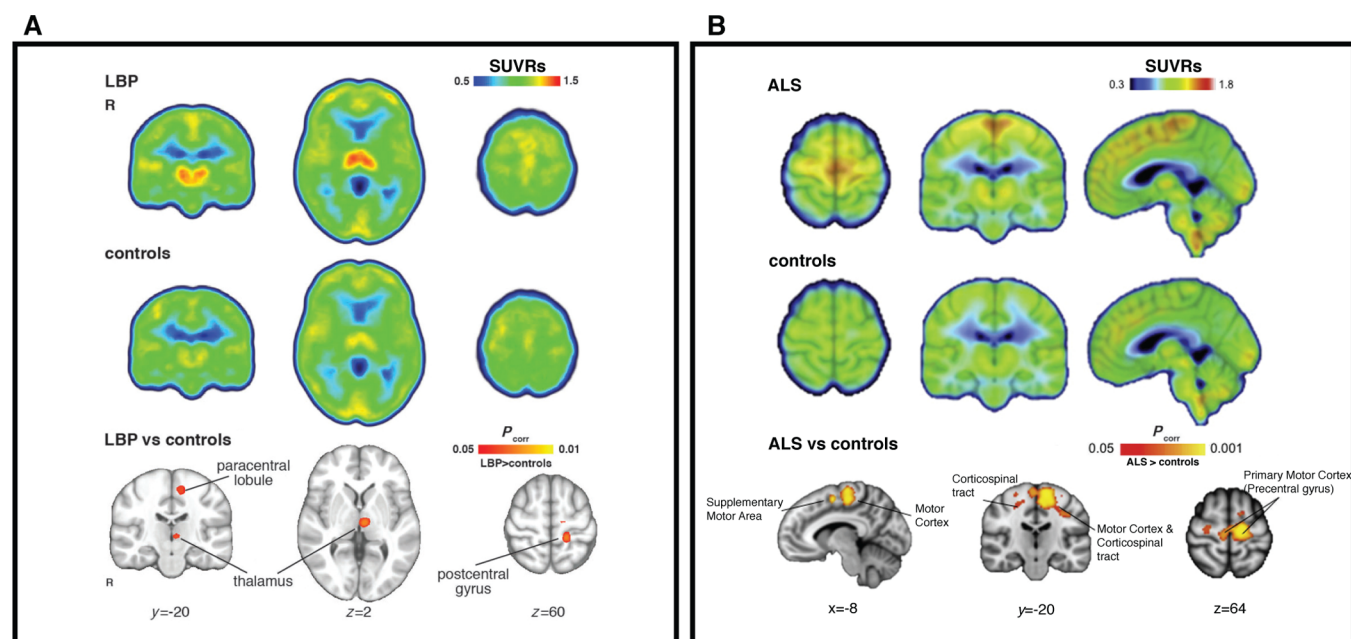 A
LBP
R
SUVRs
0.5 1.5
controls
LBP vs controls
P corr
0.05 0.01
LBP>controls
paracentral
lobule
thalamus
postcentral
gyrus
R
y=-20
z=2
z=60
B
ALS
SUVRs
0.3 1.8
controls
ALS vs controls
P corr
0.05 0.001
ALS > controls
Supplementary
Motor Area
Motor
Cortex
Corticospinal
tract
Motor Cortex &
Corticospinal
tract
Primary Motor Cortex
(Precentral gyrus)
x=-8
y=-20
z=64